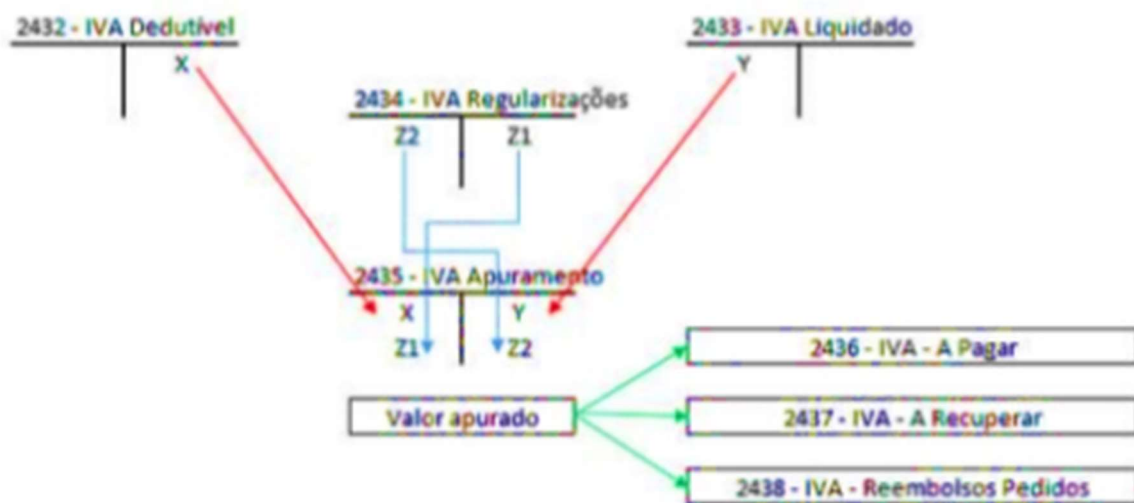 2432 - IVA Dedutível
2433 - IVA Liquidado
X
Y
2434 - IVA Regularizações
Z2
Z1
2435 - IVA Apuramento
X
Y
Z1
Z2
2436 - IVA - A Pagar
Valor apurado
2437 - IVA - A Recuperar
2438 - IVA - Reembolsos Pedidos